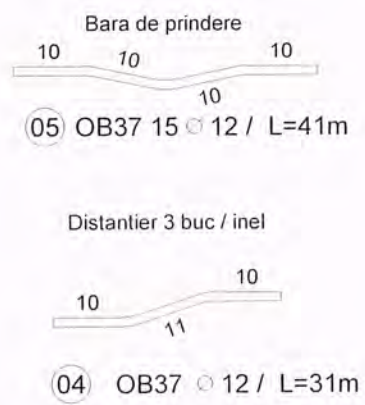 Bara de prindere
10 10 10
10
05 OB37 15 ∅ 12 / L=41m
Distantier 3 buc / inel
10
10
11
04 OB37 ∅ 12 / L=31m